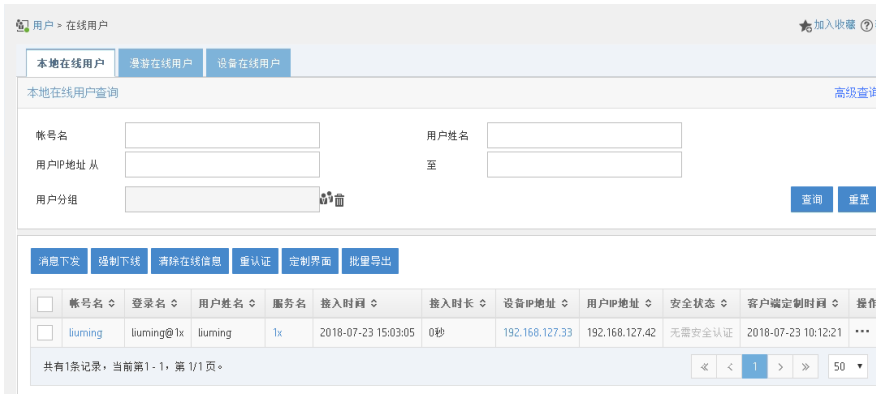 用户 > 在线用户 加入收藏
本地在线用户 漫游在线用户 设备在线用户
本地在线用户查询 高级查询
帐号名 用户姓名
用户IP地址 从 至
用户分组 查询 重置
消息下发 强制下线 清除在线信息 重认证 定制界面 批量导出
帐号名 登录名 用户姓名 服务名 接入时间 接入时长 设备IP地址 用户IP地址 安全状态 客户端定制时间 操作
liuming liuming@1x liuming 1x 2018-07-23 15:03:05 0秒 192.168.127.33 192.168.127.42 无需安全认证 2018-07-23 10:12:21 •••
共有1条记录，当前第1 - 1，第 1/1 页。 « < 1 > » 50